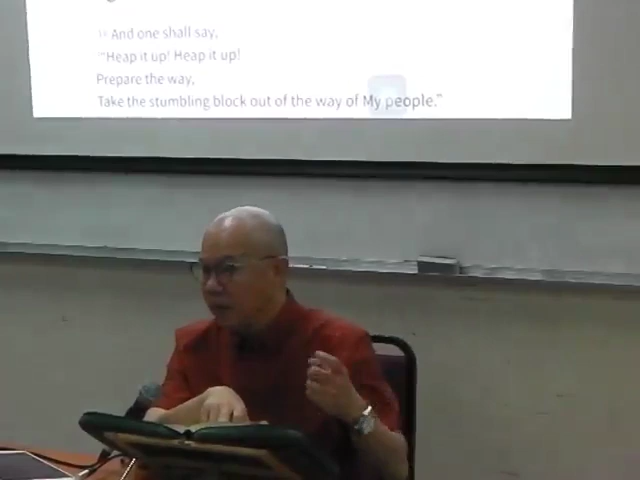 14 And one shall say,
“Heap it up! Heap it up!
Prepare the way,
Take the stumbling block out of the way of My people.”